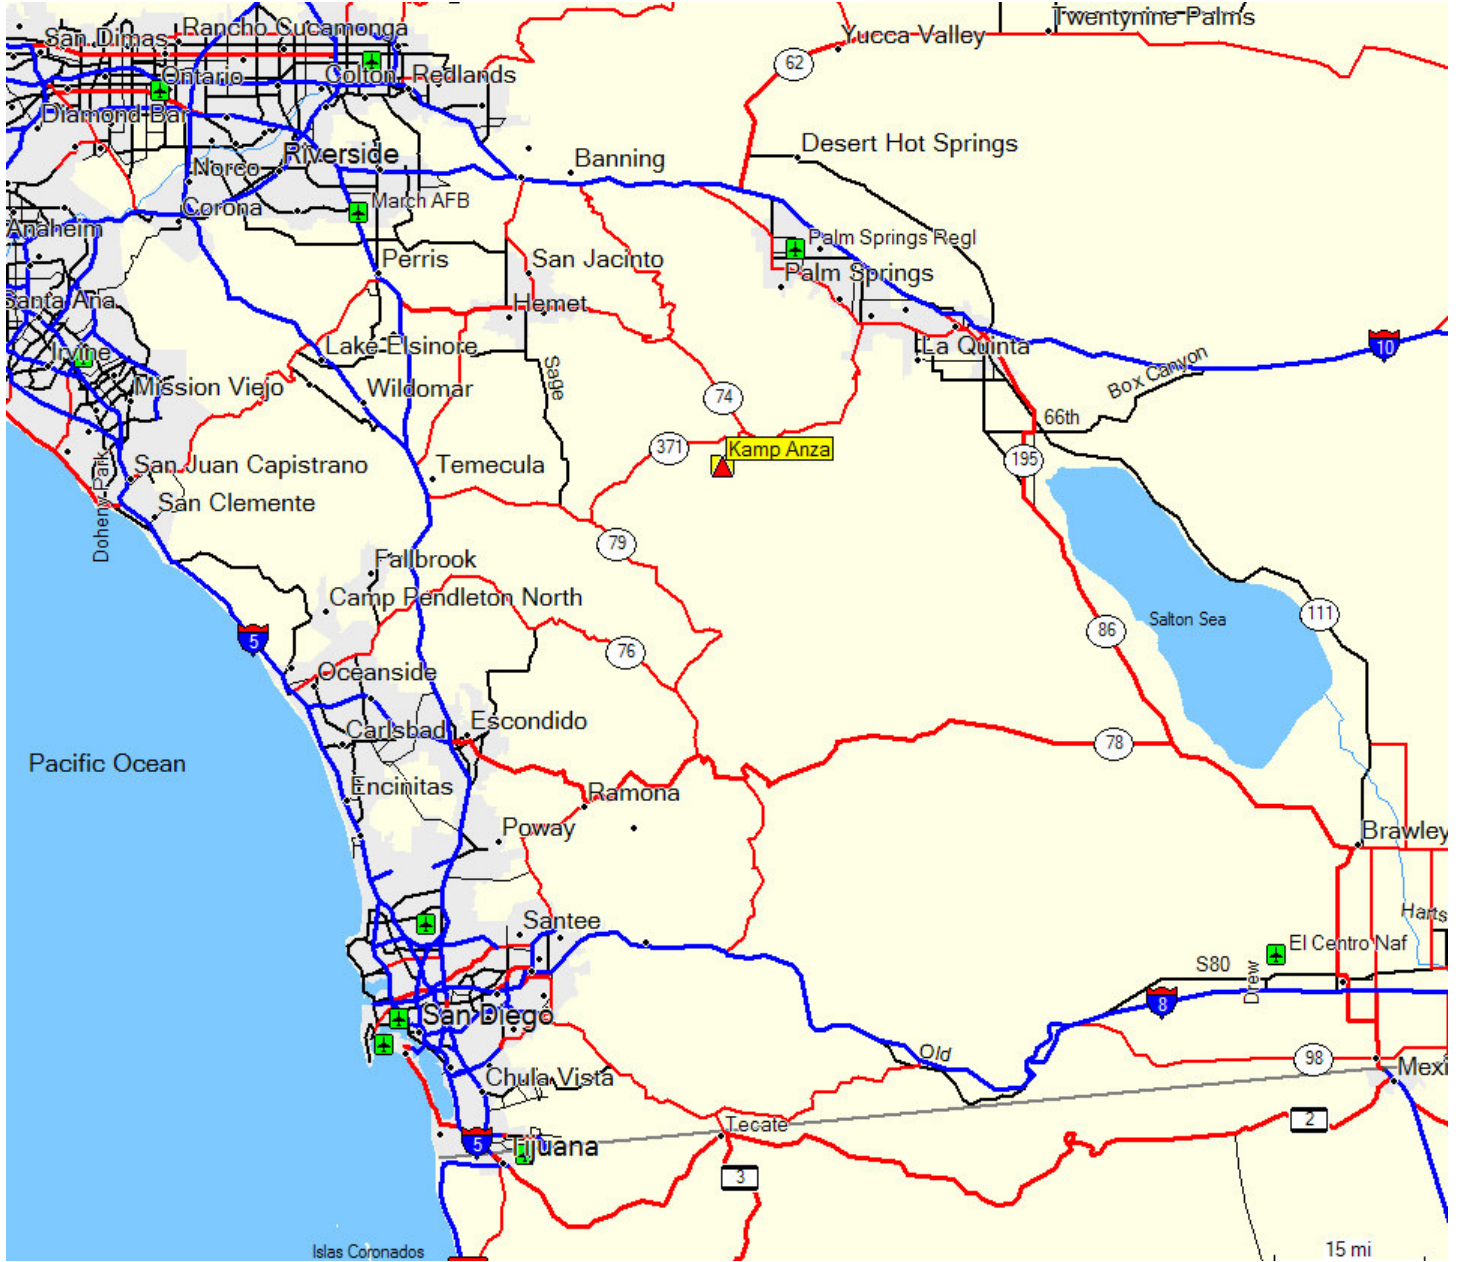 Twentynine Palms
Rancho Cucamonga
San Dimas
Yucca Valley
62
Ontario
Colton
Redlands
Diamond Bar
Desert Hot Springs
Riverside
Banning
Norco
March AFB
Corona
Anaheim
Palm Springs Regl
Perris
San Jacinto
Palm Springs
Santa Ana
Hemet
Lake Elsinore
La Quinta
10
Irvine
Sage
Box Canyon
Mission Viejo
Wildomar
74
66th
371
Kamp Anza
195
San Juan Capistrano
Temecula
Doheny Park
San Clemente
79
Fallbrook
Camp Pendleton North
111
Salton Sea
86
5
76
Oceanside
Escondido
Carlsbad
78
Pacific Ocean
Encinitas
Ramona
Poway
Brawley
Harts
Santee
El Centro Naf
S80
Drew
8
San Diego
Old
98
Mexi
Chula Vista
2
Tecate
5
Tijuana
3
Islas Coronados
15 mi